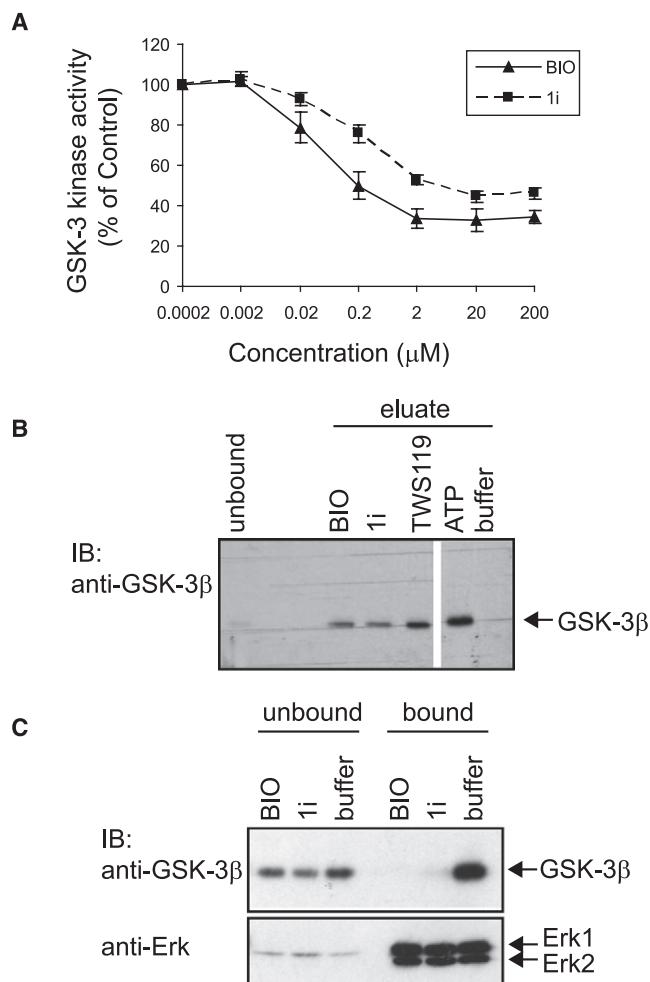 A
120
100
80
60
40
20
0
GSK-3 kinase activity
(% of Control)
BIO
1i
0.0002 0.002 0.02 0.2 2 20 200
Concentration (μM)
B
eluate
unbound BIO 1i TWS119 ATP buffer
IB:
anti-GSK-3β
GSK-3β
C
unbound bound
BIO 1i buffer BIO 1i buffer
IB:
anti-GSK-3β
GSK-3β
anti-Erk
Erk1
Erk2